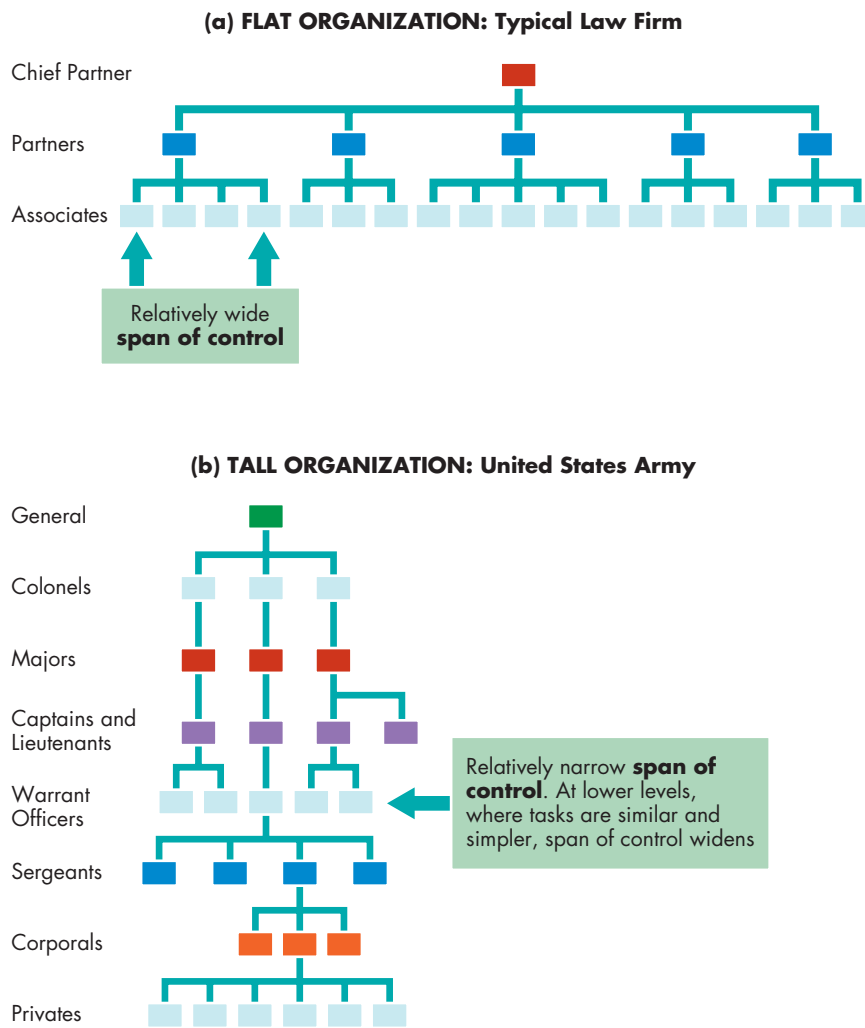 (a) FLAT ORGANIZATION: Typical Law Firm
Chief Partner
Partners
Associates
Relatively wide
span of control
(b) TALL ORGANIZATION: United States Army
General
Colonels
Majors
Captains and
Lieutenants
Warrant
Officers
Relatively narrow span of
control. At lower levels,
where tasks are similar and
simpler, span of control widens
Sergeants
Corporals
Privates